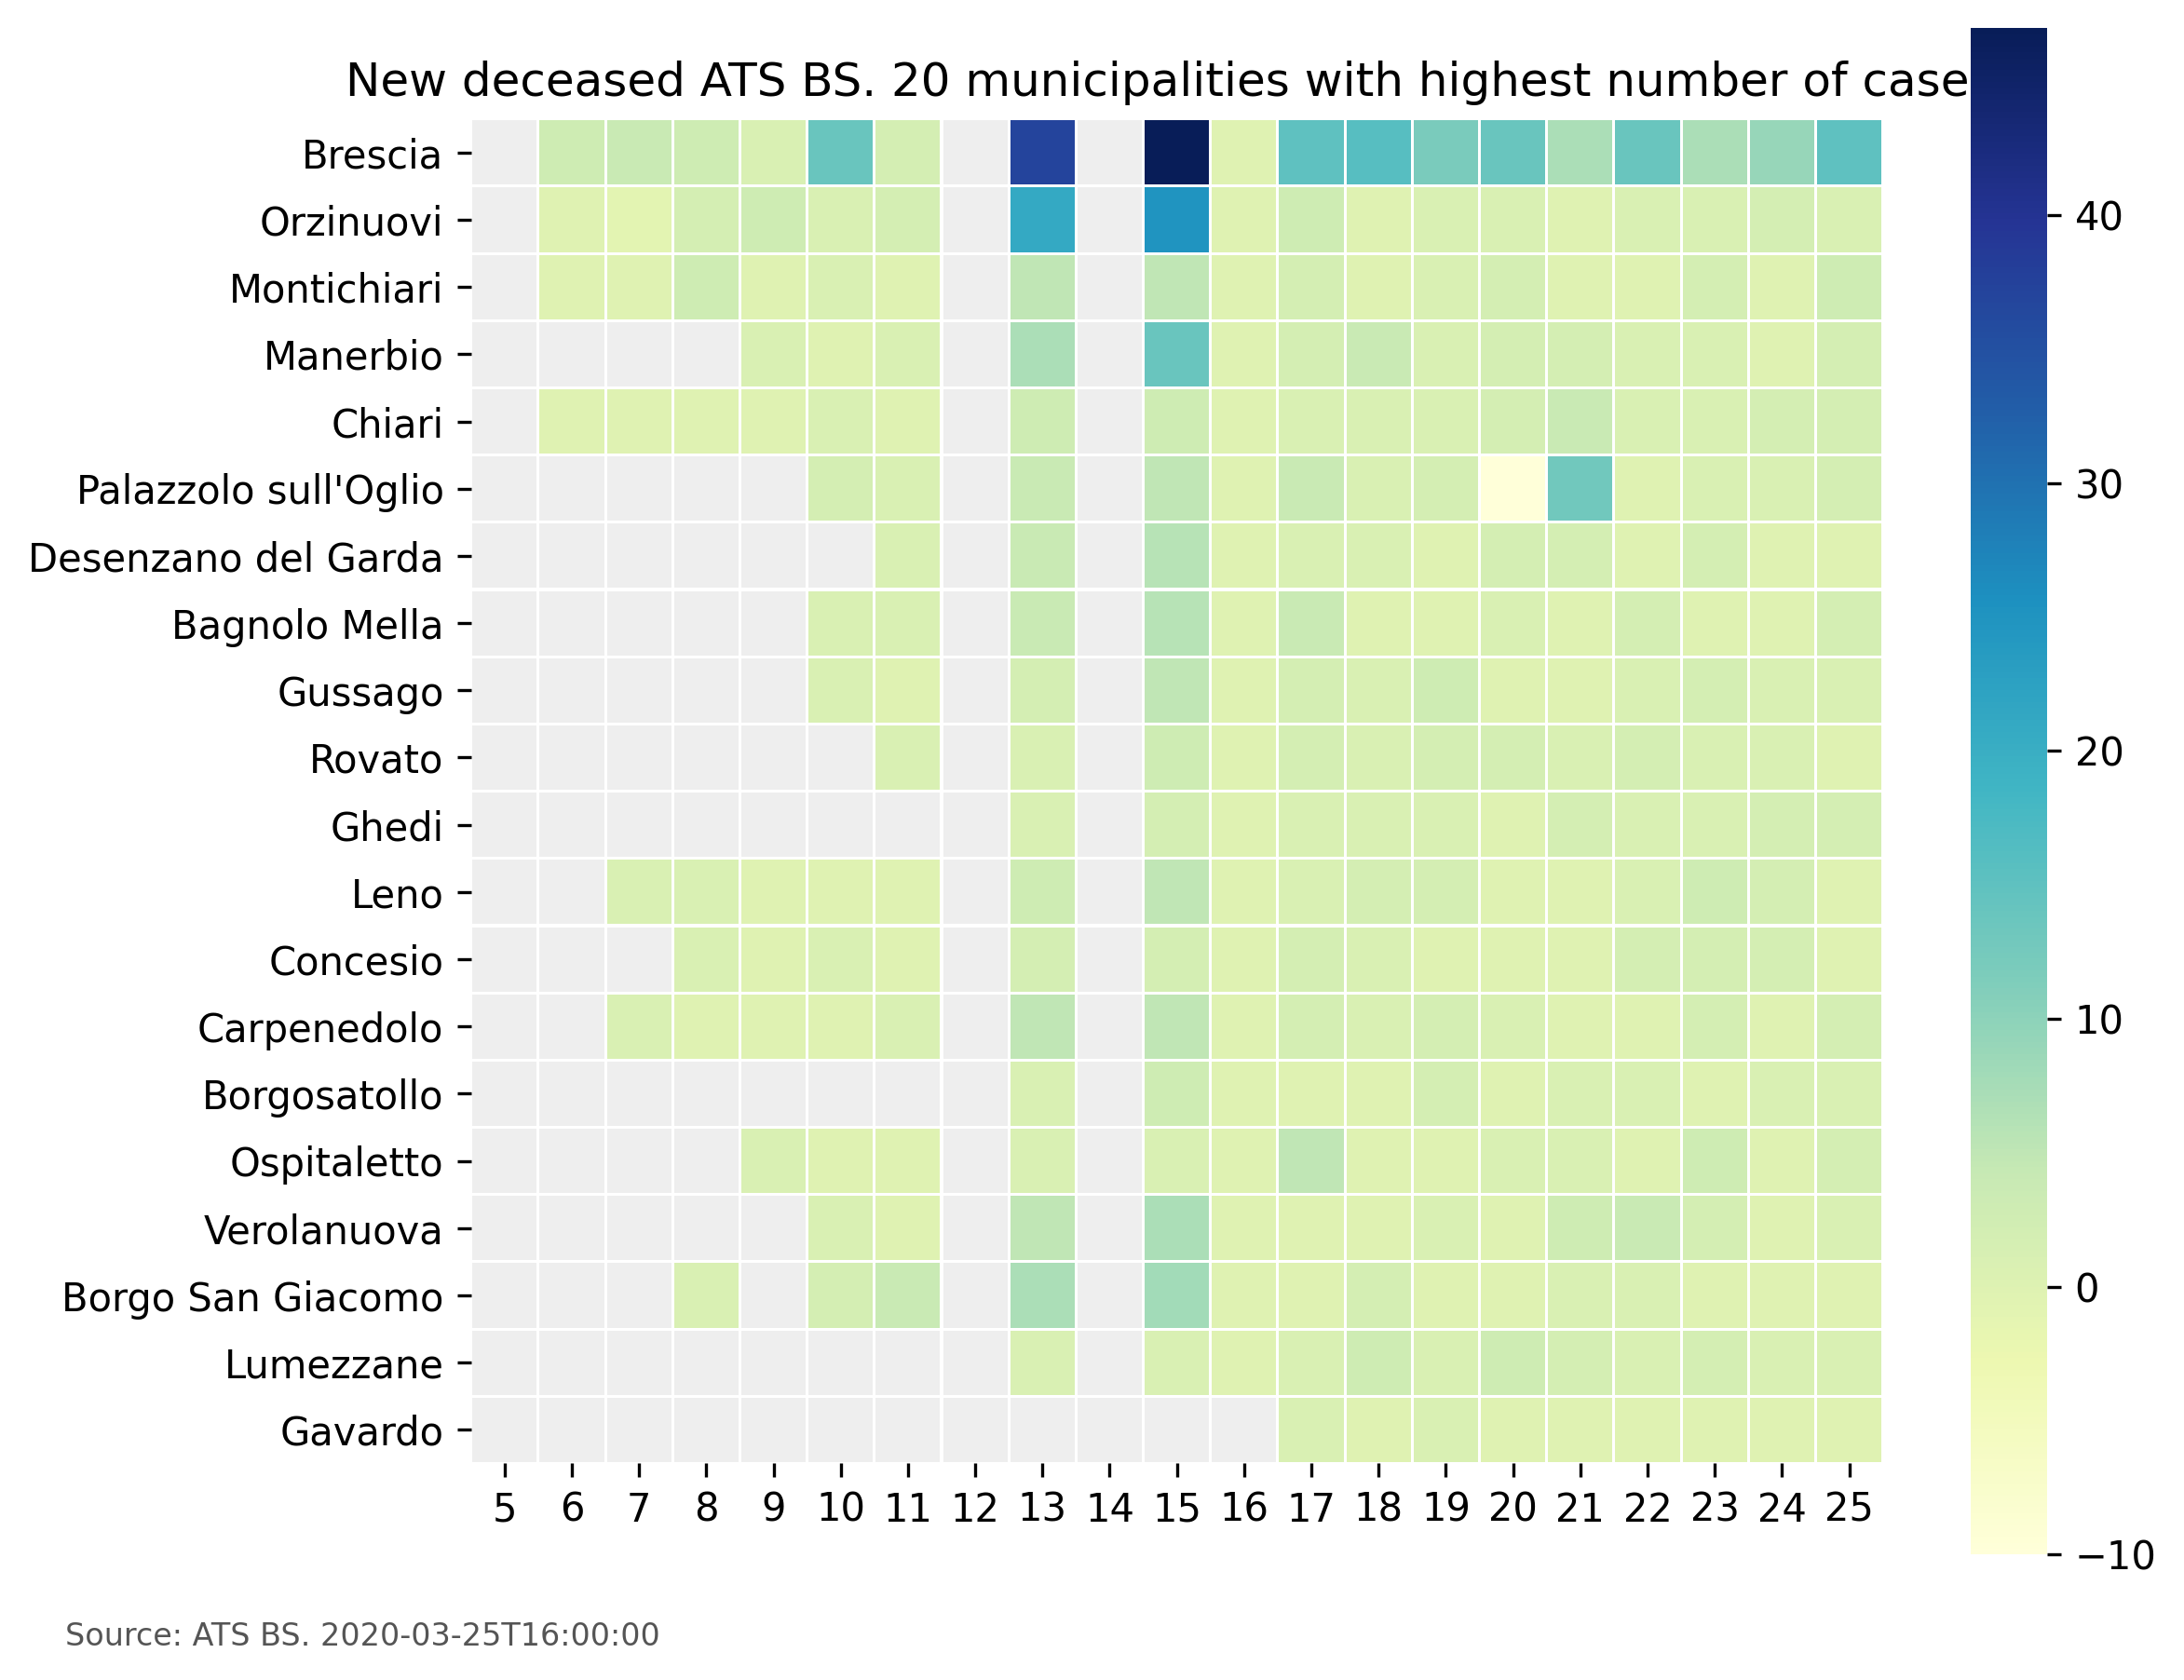 New deceased ATS BS. 20 municipalities with highest number of case
Brescia
Orzinuovi
Montichiari
Manerbio
Chiari
Palazzolo sull'Oglio
Desenzano del Garda
Bagnolo Mella
Gussago
Rovato
Ghedi
Leno
Concesio
Carpenedolo
Borgosatollo
Ospitaletto
Verolanuova
Borgo San Giacomo
Lumezzane
Gavardo
5 6 7 8 9 10 11 12 13 14 15 16 17 18 19 20 21 22 23 24 25
40
30
20
10
0
−10
Source: ATS BS. 2020-03-25T16:00:00